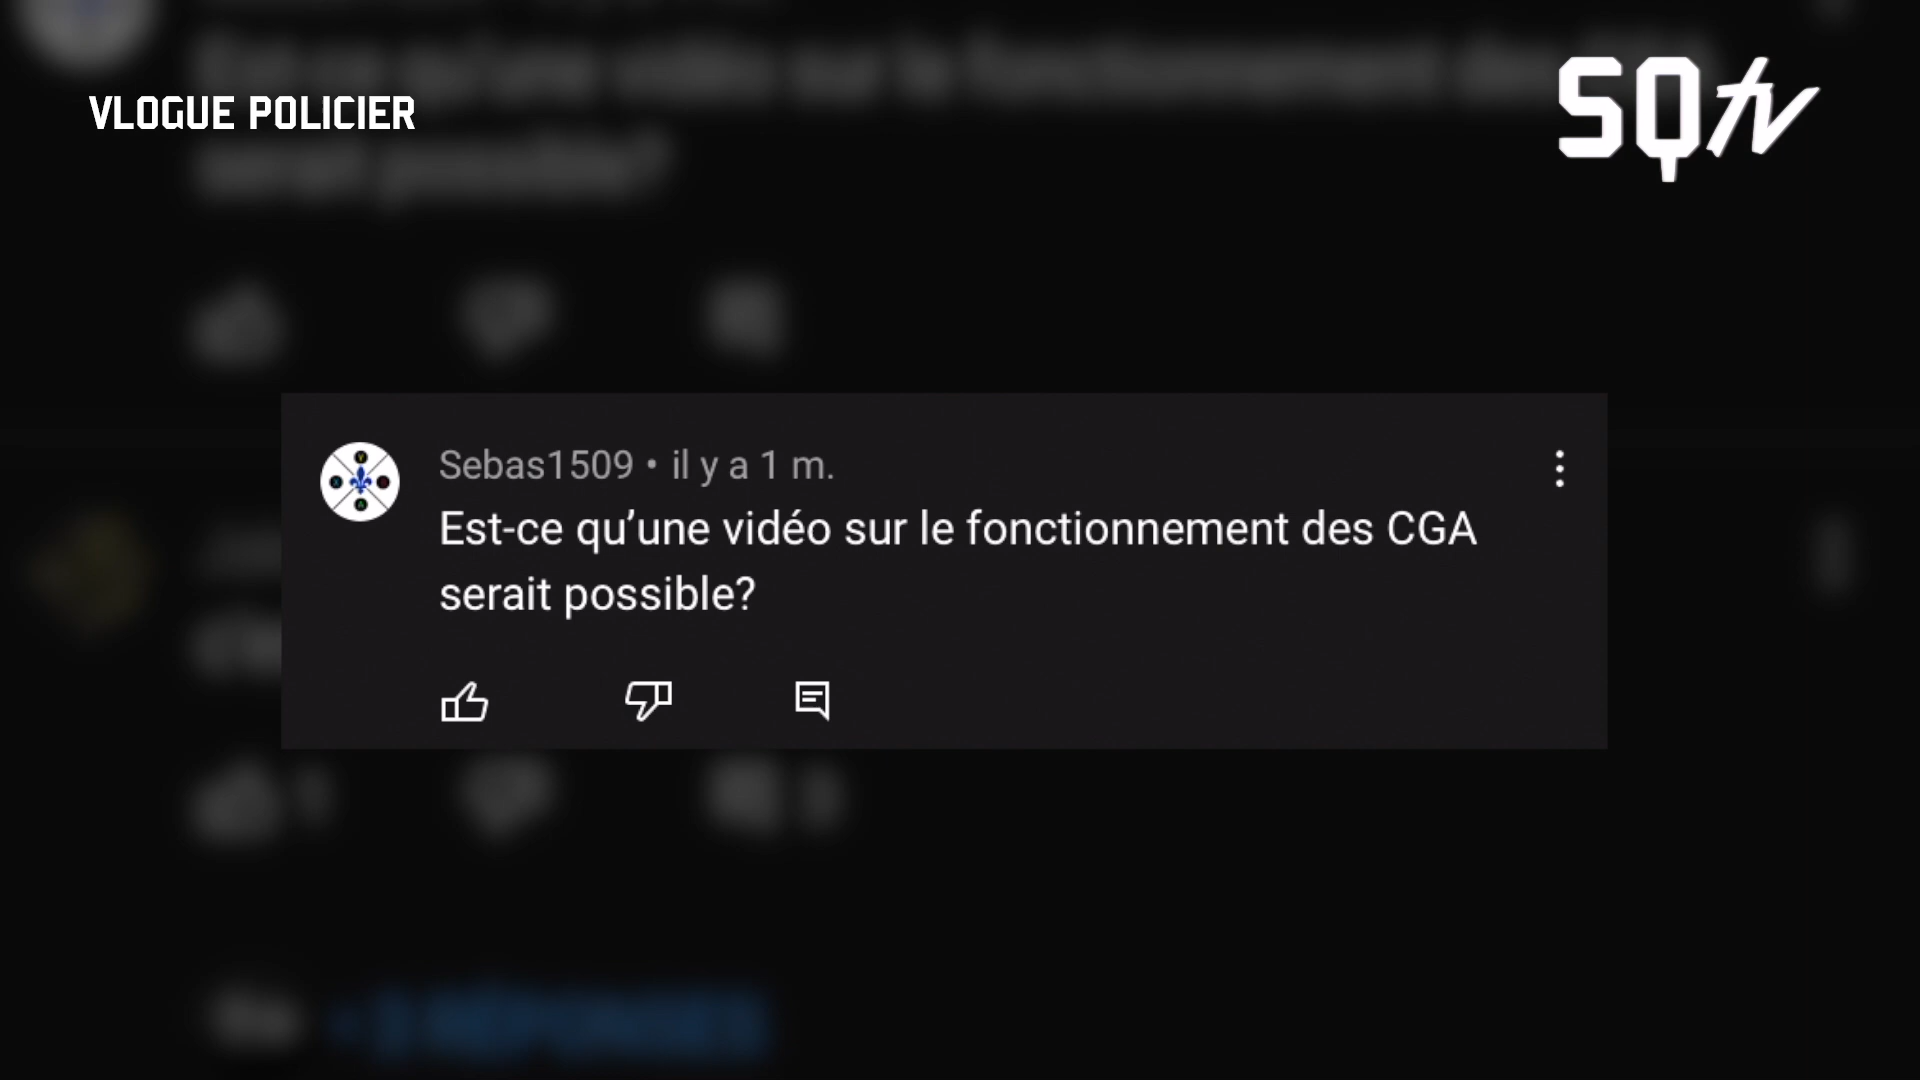 VLOGUE POLICIER
SQtv
Sebas1509 • il y a 1 m.
Est-ce qu’une vidéo sur le fonctionnement des CGA
serait possible?